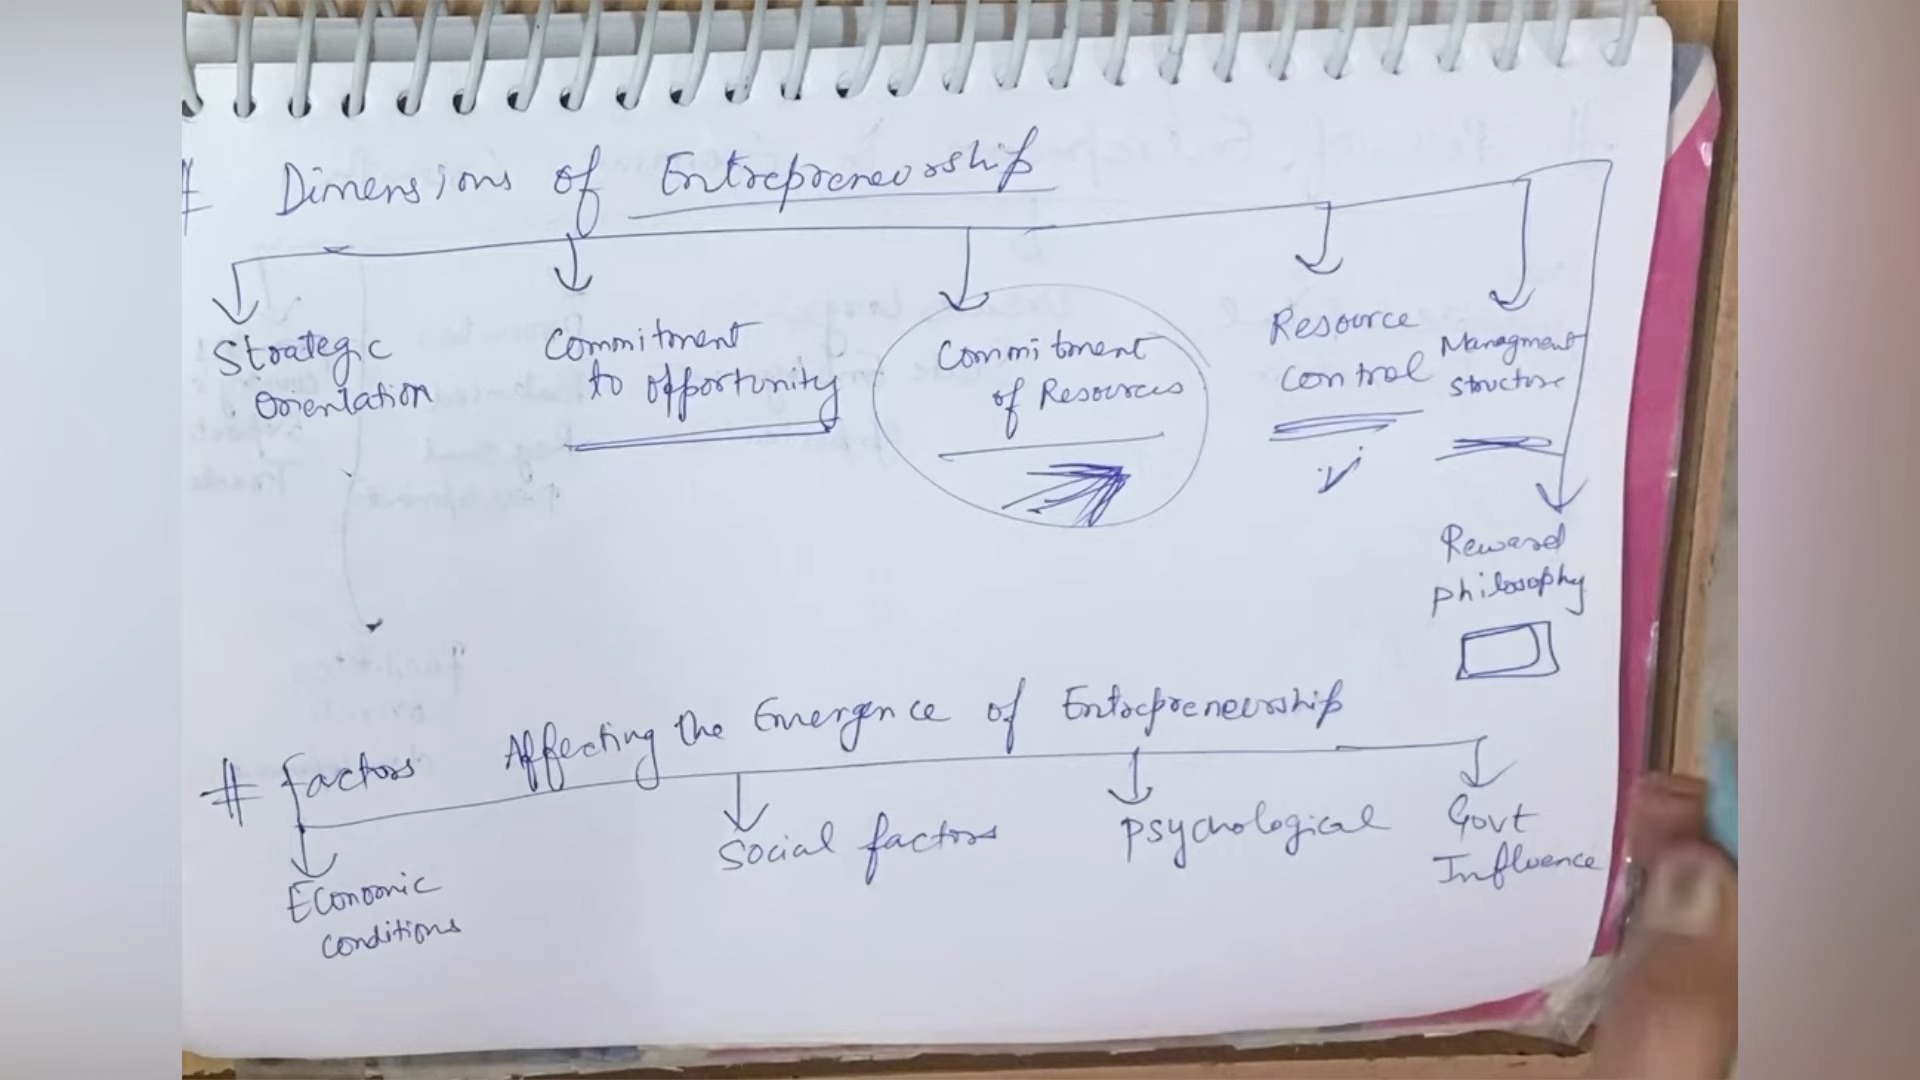 # Dimensions of Entrepreneurship
Strategic
Orientation
Commitment
to opportunity
Commitment
of Resources
Resource
control
Managment
structure
Reward
philosophy
# Factors Affecting the Emergence of Entrepreneurship
Economic
conditions
Social factors
Psychological
Govt
Influence